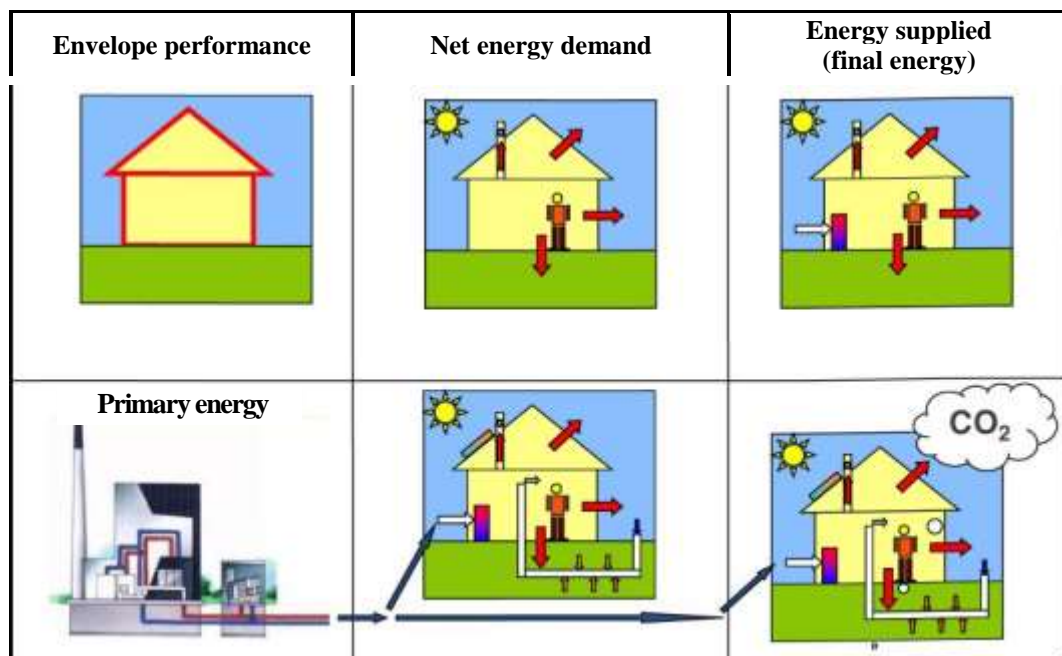 Envelope performance
Net energy demand
Energy supplied
(final energy)
Primary energy
CO₂